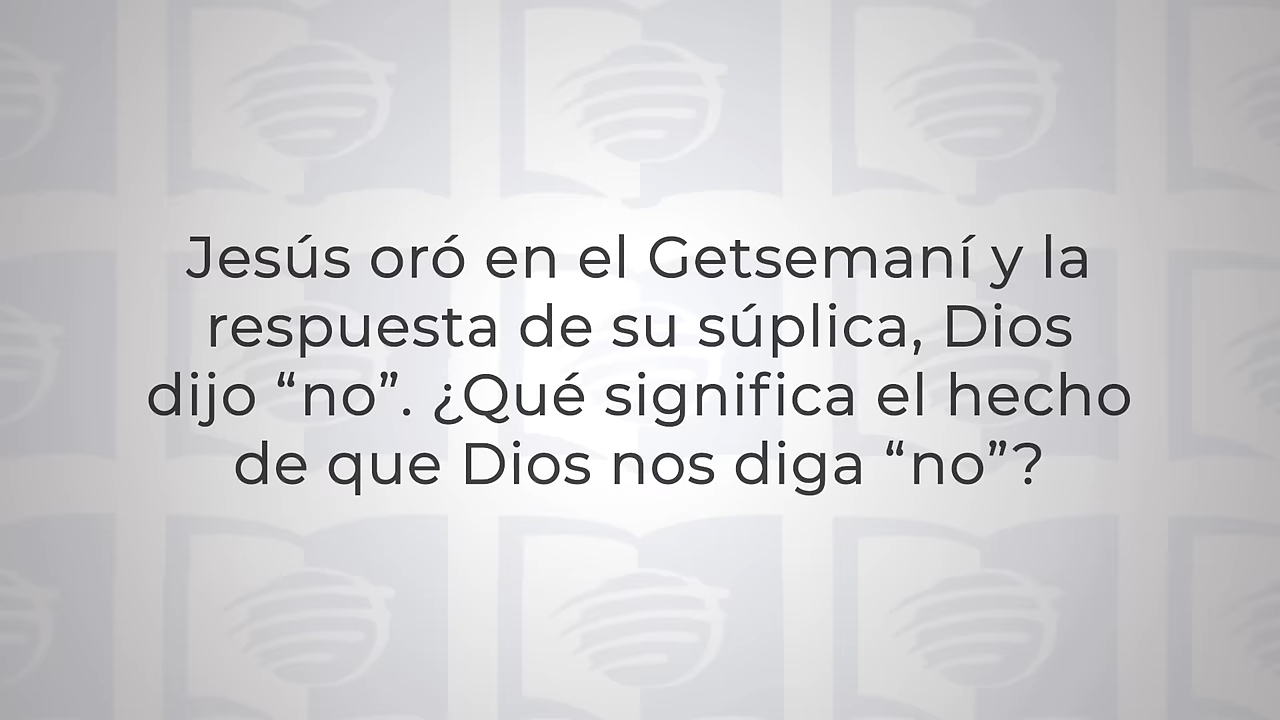 Jesús oró en el Getsemaní y la
respuesta de su súplica, Dios
dijo “no”. ¿Qué significa el hecho
de que Dios nos diga “no”?